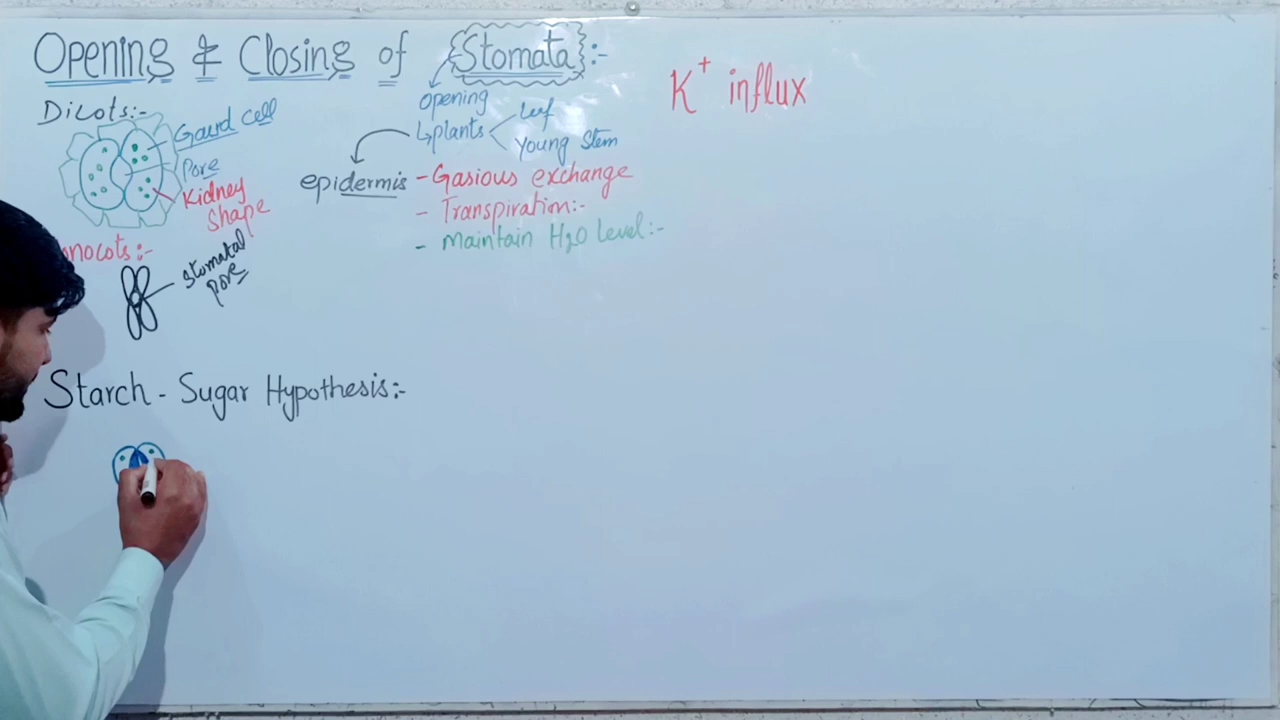 Opening & Closing of Stomata:-
Dicots:-
Gaurd cell
Pore
Kidney
Shape
opening
↳plants
leef
Young Stem
epidermis
- Gasious exchange
- Transpiration:-
- Maintain H2O Level:-
nocots:-
Stomatal
pore
Starch - Sugar Hypothesis:-
K+ influx